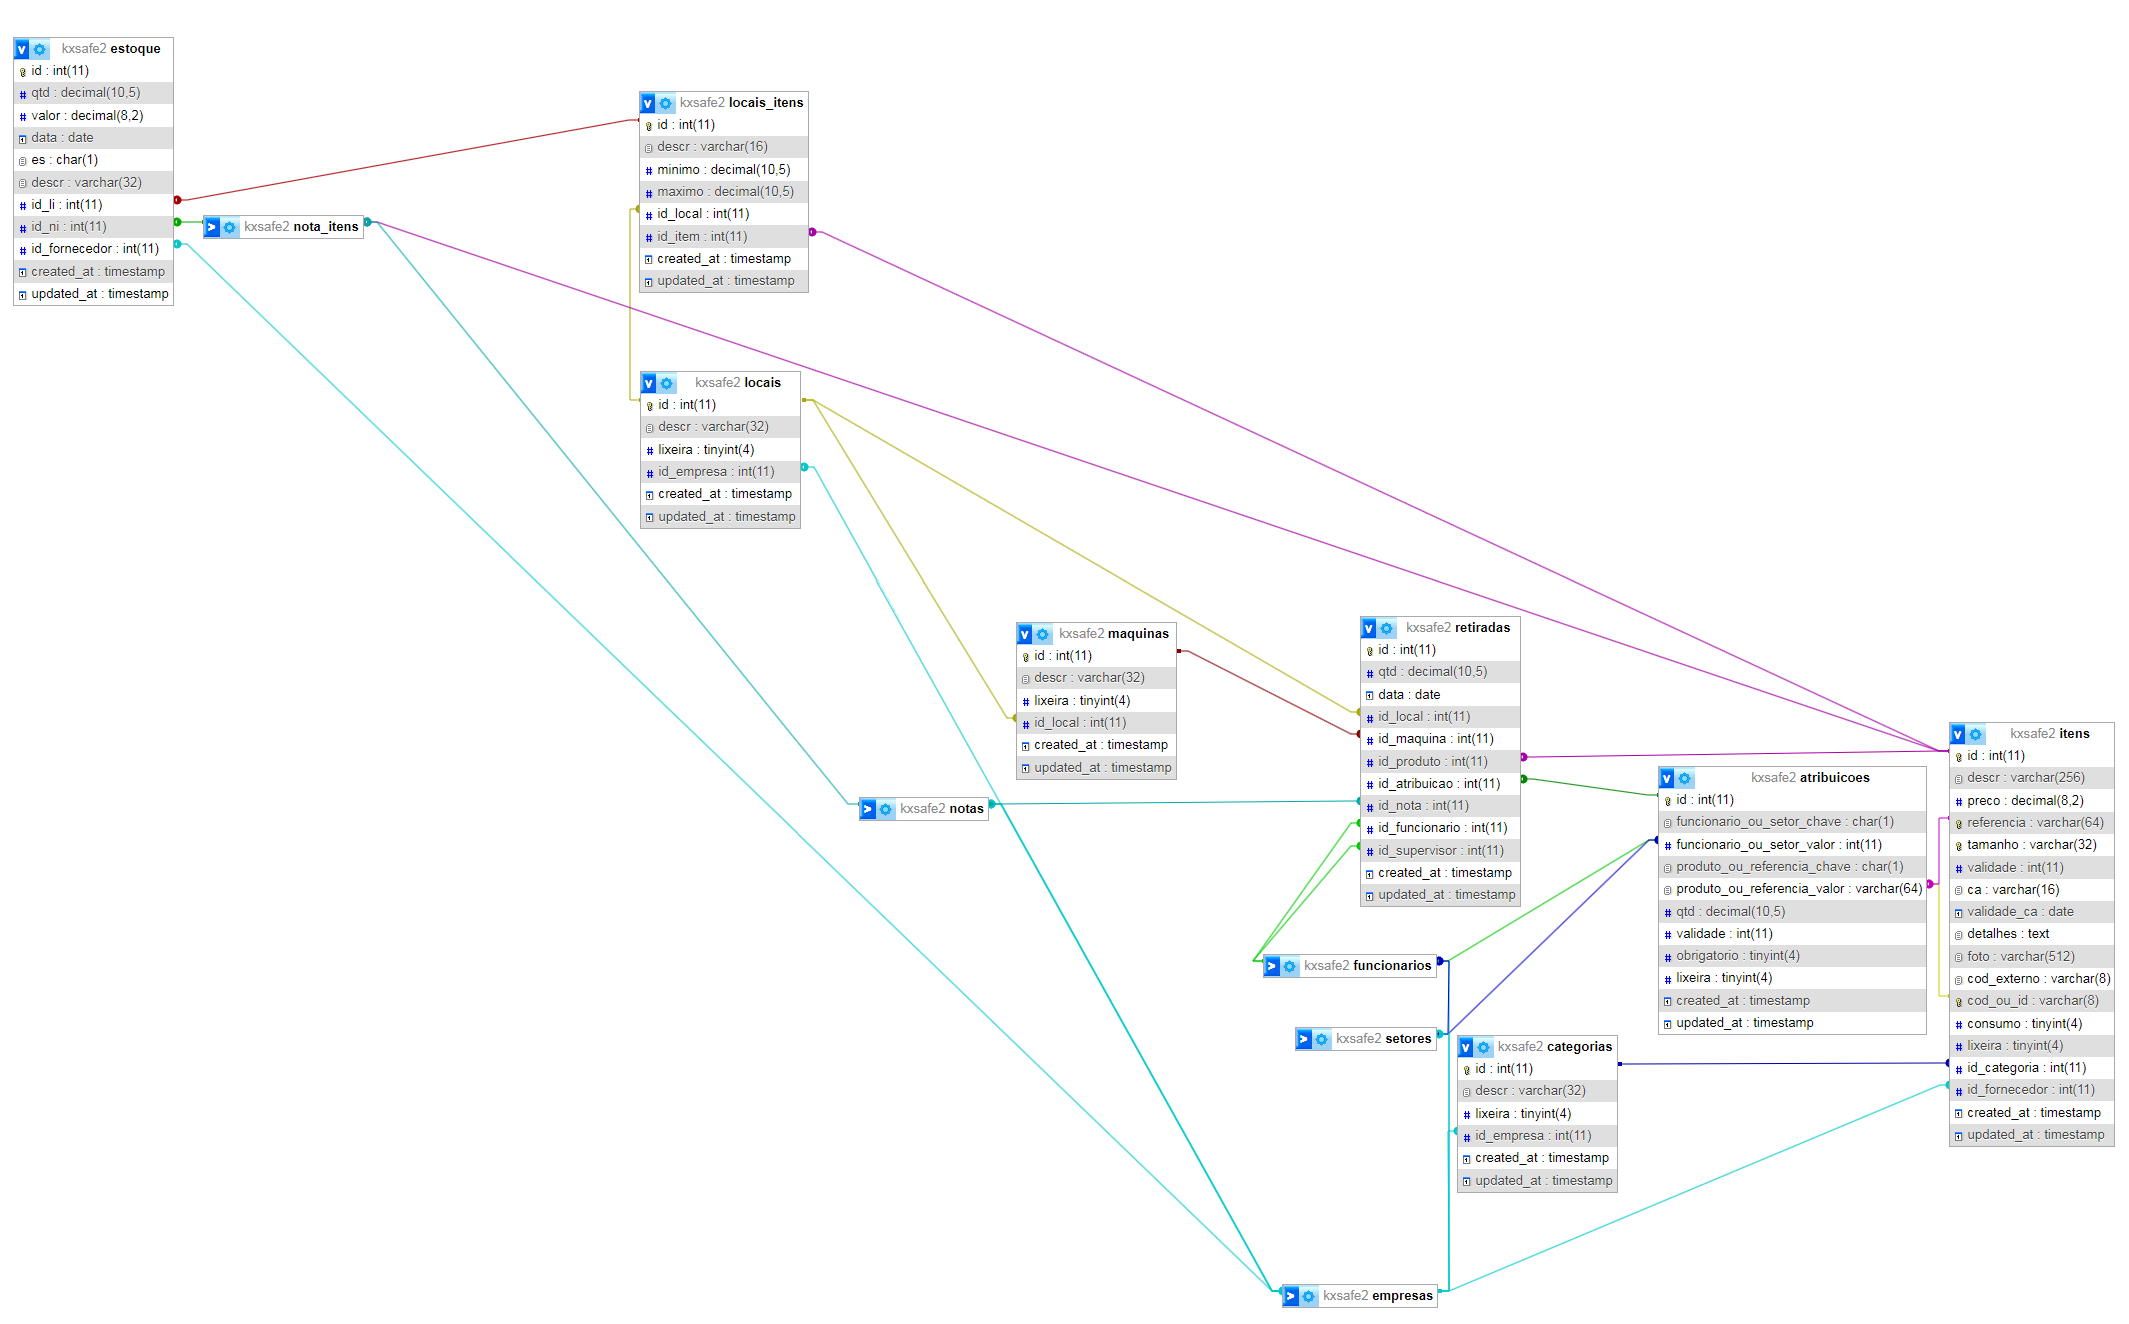 kxsafe2 estoque
id : int(11)
qtd : decimal(10,5)
valor : decimal(8,2)
data : date
es : char(1)
descr : varchar(32)
id_li : int(11)
id_ni : int(11)
id_fornecedor : int(11)
created_at : timestamp
updated_at : timestamp
kxsafe2 nota_itens
kxsafe2 locais_itens
id : int(11)
descr : varchar(16)
minimo : decimal(10,5)
maximo : decimal(10,5)
id_local : int(11)
id_item : int(11)
created_at : timestamp
updated_at : timestamp
kxsafe2 locais
id : int(11)
descr : varchar(32)
lixeira : tinyint(4)
id_empresa : int(11)
created_at : timestamp
updated_at : timestamp
kxsafe2 maquinas
id : int(11)
descr : varchar(32)
lixeira : tinyint(4)
id_local : int(11)
created_at : timestamp
updated_at : timestamp
kxsafe2 notas
kxsafe2 retiradas
id : int(11)
qtd : decimal(10,5)
data : date
id_local : int(11)
id_maquina : int(11)
id_produto : int(11)
id_atribuicao : int(11)
id_nota : int(11)
id_funcionario : int(11)
id_supervisor : int(11)
created_at : timestamp
updated_at : timestamp
kxsafe2 funcionarios
kxsafe2 setores
kxsafe2 categorias
id : int(11)
descr : varchar(32)
lixeira : tinyint(4)
id_empresa : int(11)
created_at : timestamp
updated_at : timestamp
kxsafe2 empresas
kxsafe2 atribuicoes
id : int(11)
funcionario_ou_setor_chave : char(1)
funcionario_ou_setor_valor : int(11)
produto_ou_referencia_chave : char(1)
produto_ou_referencia_valor : varchar(64)
qtd : decimal(10,5)
validade : int(11)
obrigatorio : tinyint(4)
lixeira : tinyint(4)
created_at : timestamp
updated_at : timestamp
kxsafe2 itens
id : int(11)
descr : varchar(256)
preco : decimal(8,2)
referencia : varchar(64)
tamanho : varchar(32)
validade : int(11)
ca : varchar(16)
validade_ca : date
detalhes : text
foto : varchar(512)
cod_externo : varchar(8)
cod_ou_id : varchar(8)
consumo : tinyint(4)
lixeira : tinyint(4)
id_categoria : int(11)
id_fornecedor : int(11)
created_at : timestamp
updated_at : timestamp